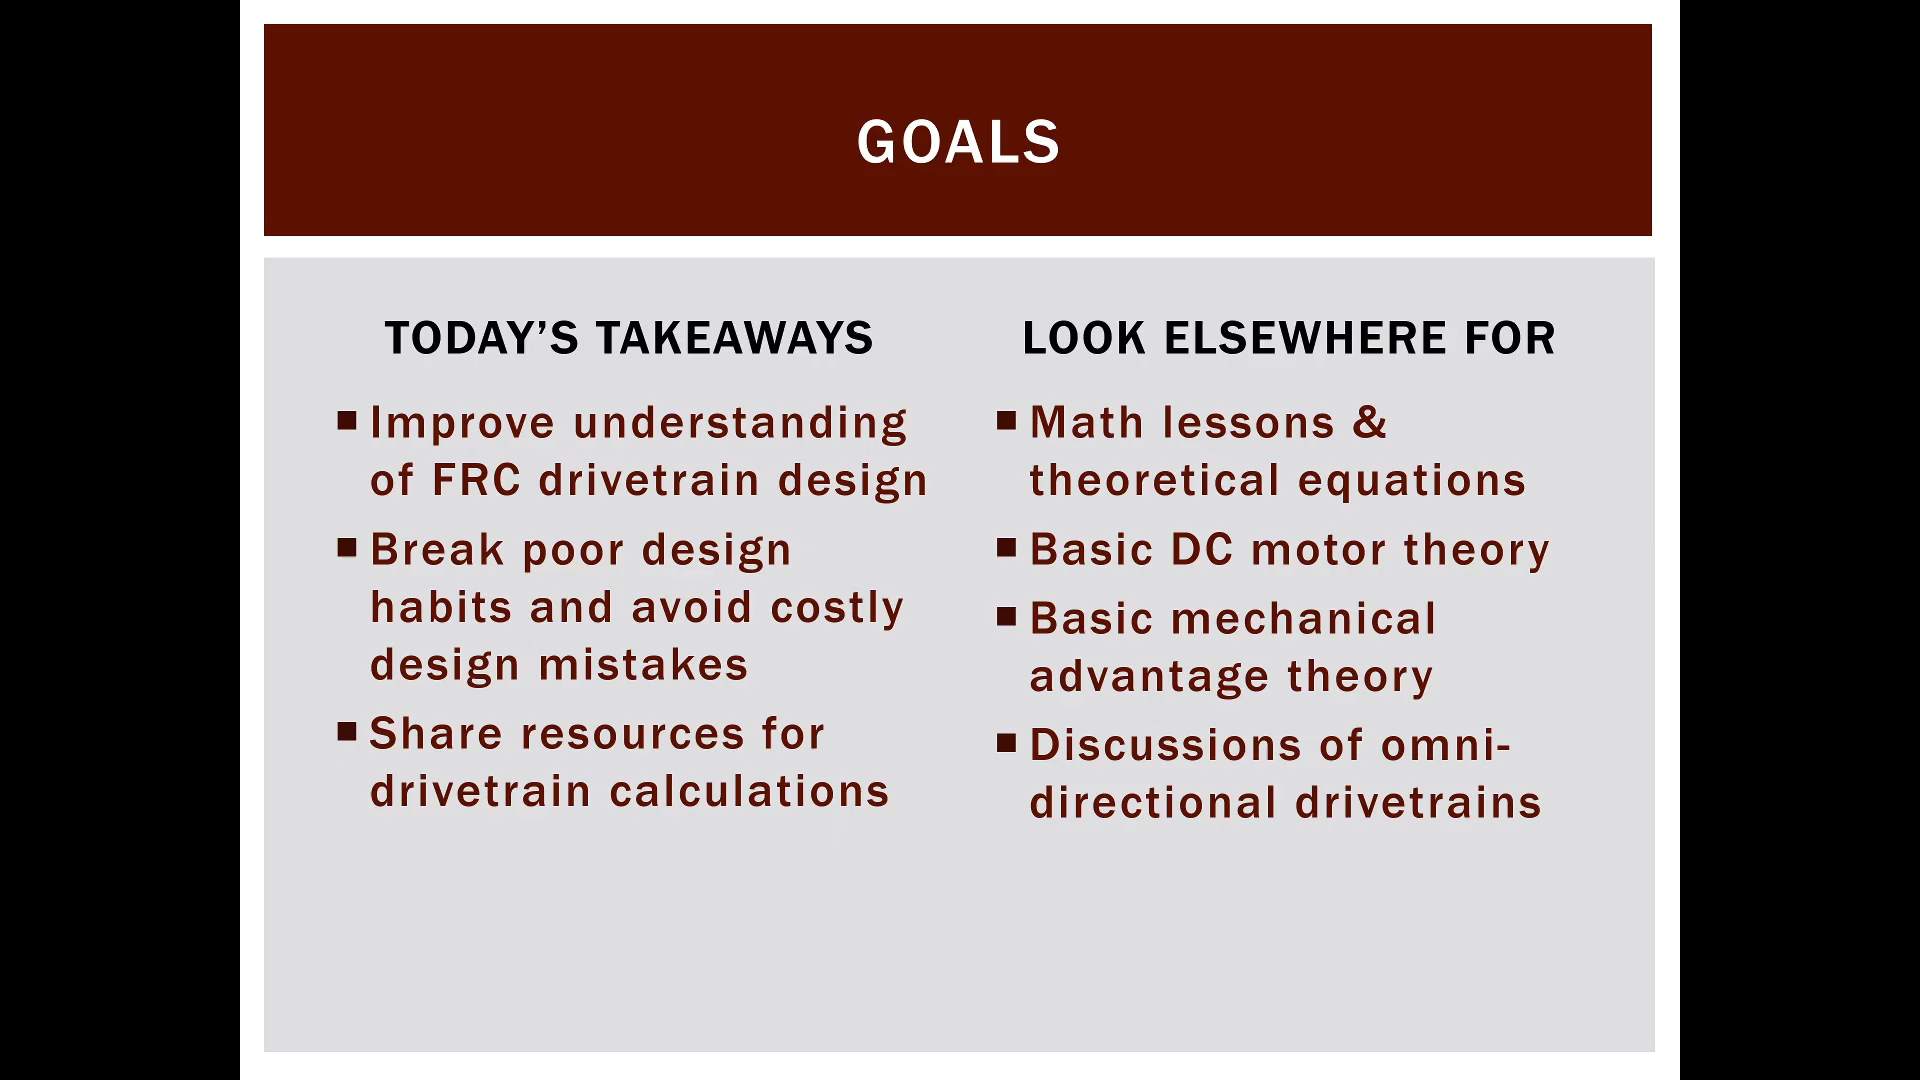 GOALS
TODAY’S TAKEAWAYS
Improve understanding
of FRC drivetrain design
Break poor design
habits and avoid costly
design mistakes
Share resources for
drivetrain calculations
LOOK ELSEWHERE FOR
Math lessons &
theoretical equations
Basic DC motor theory
Basic mechanical
advantage theory
Discussions of omni-
directional drivetrains